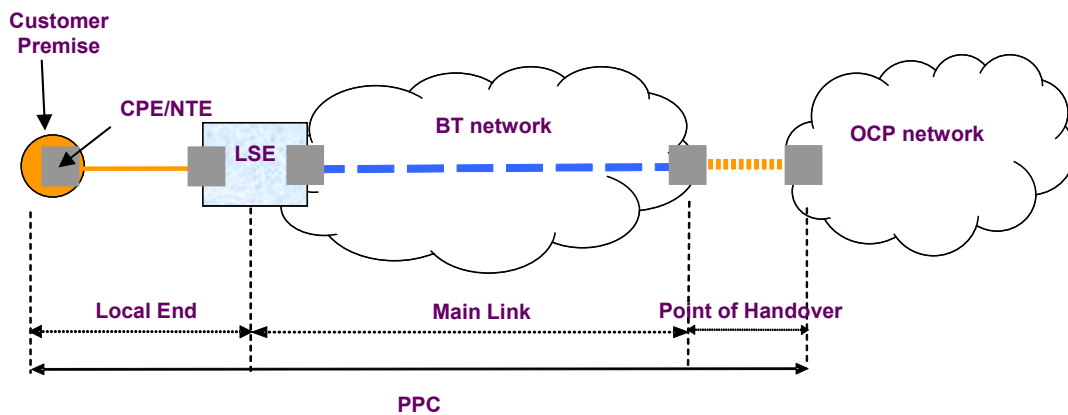 Customer
Premise
CPE/NTE
LSE
BT network
OCP network
Local End
Main Link
Point of Handover
PPC